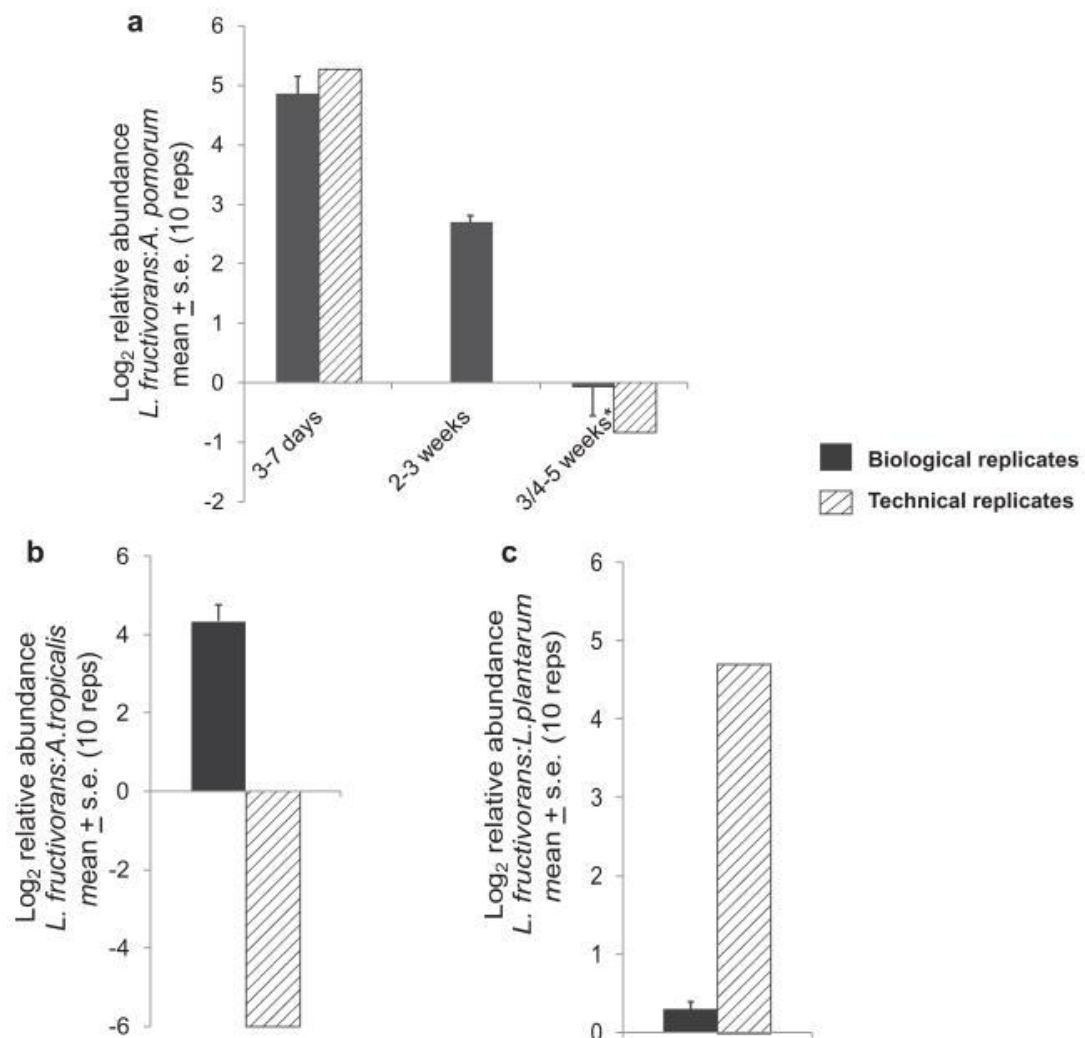 a
6
5
4
3
2
1
0
-1
-2
Log₂ relative abundance
L. fructivorans:A. pomorum
mean ± s.e. (10 reps)
3-7 days
2-3 weeks
3/4-5 weeks*
Biological replicates
Technical replicates
b
6
4
2
0
-2
-4
-6
Log₂ relative abundance
L. fructivorans:A.tropicalis
mean ± s.e. (10 reps)
c
6
5
4
3
2
1
0
Log₂ relative abundance
L. fructivorans:L.plantarum
mean ± s.e. (10 reps)